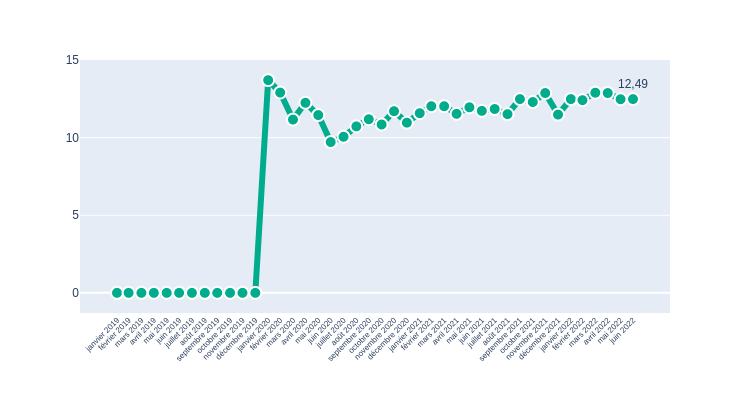 15
12,49
10
5
0
janvier 2019
février 2019
mars 2019
avril 2019
mai 2019
juin 2019
juillet 2019
août 2019
septembre 2019
octobre 2019
novembre 2019
décembre 2019
janvier 2020
février 2020
mars 2020
avril 2020
mai 2020
juin 2020
juillet 2020
août 2020
septembre 2020
octobre 2020
novembre 2020
décembre 2020
janvier 2021
février 2021
mars 2021
avril 2021
mai 2021
juin 2021
juillet 2021
août 2021
septembre 2021
octobre 2021
novembre 2021
décembre 2021
janvier 2022
février 2022
mars 2022
avril 2022
mai 2022
juin 2022